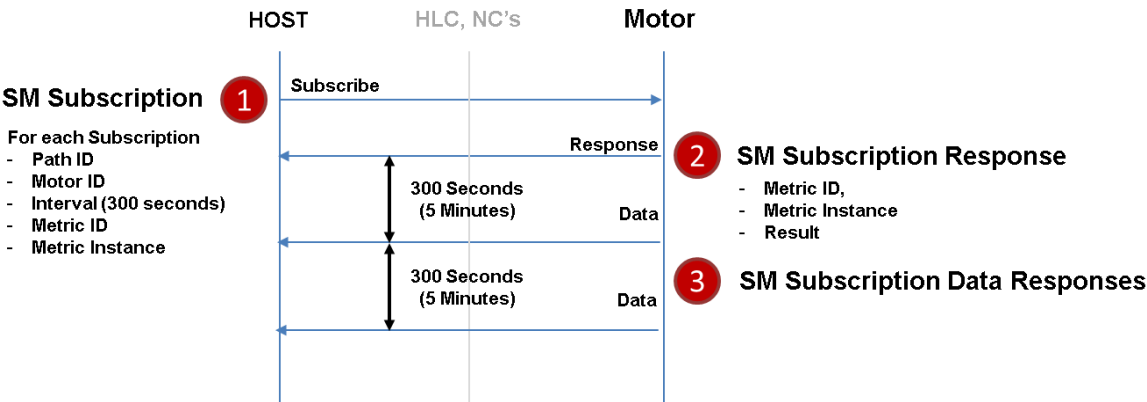 HOST
HLC, NC's
Motor
SM Subscription
1
Subscribe
For each Subscription
- Path ID
- Motor ID
- Interval (300 seconds)
- Metric ID
- Metric Instance
Response
2
SM Subscription Response
- Metric ID,
- Metric Instance
- Result
300 Seconds
(5 Minutes)
Data
300 Seconds
(5 Minutes)
Data
3
SM Subscription Data Responses